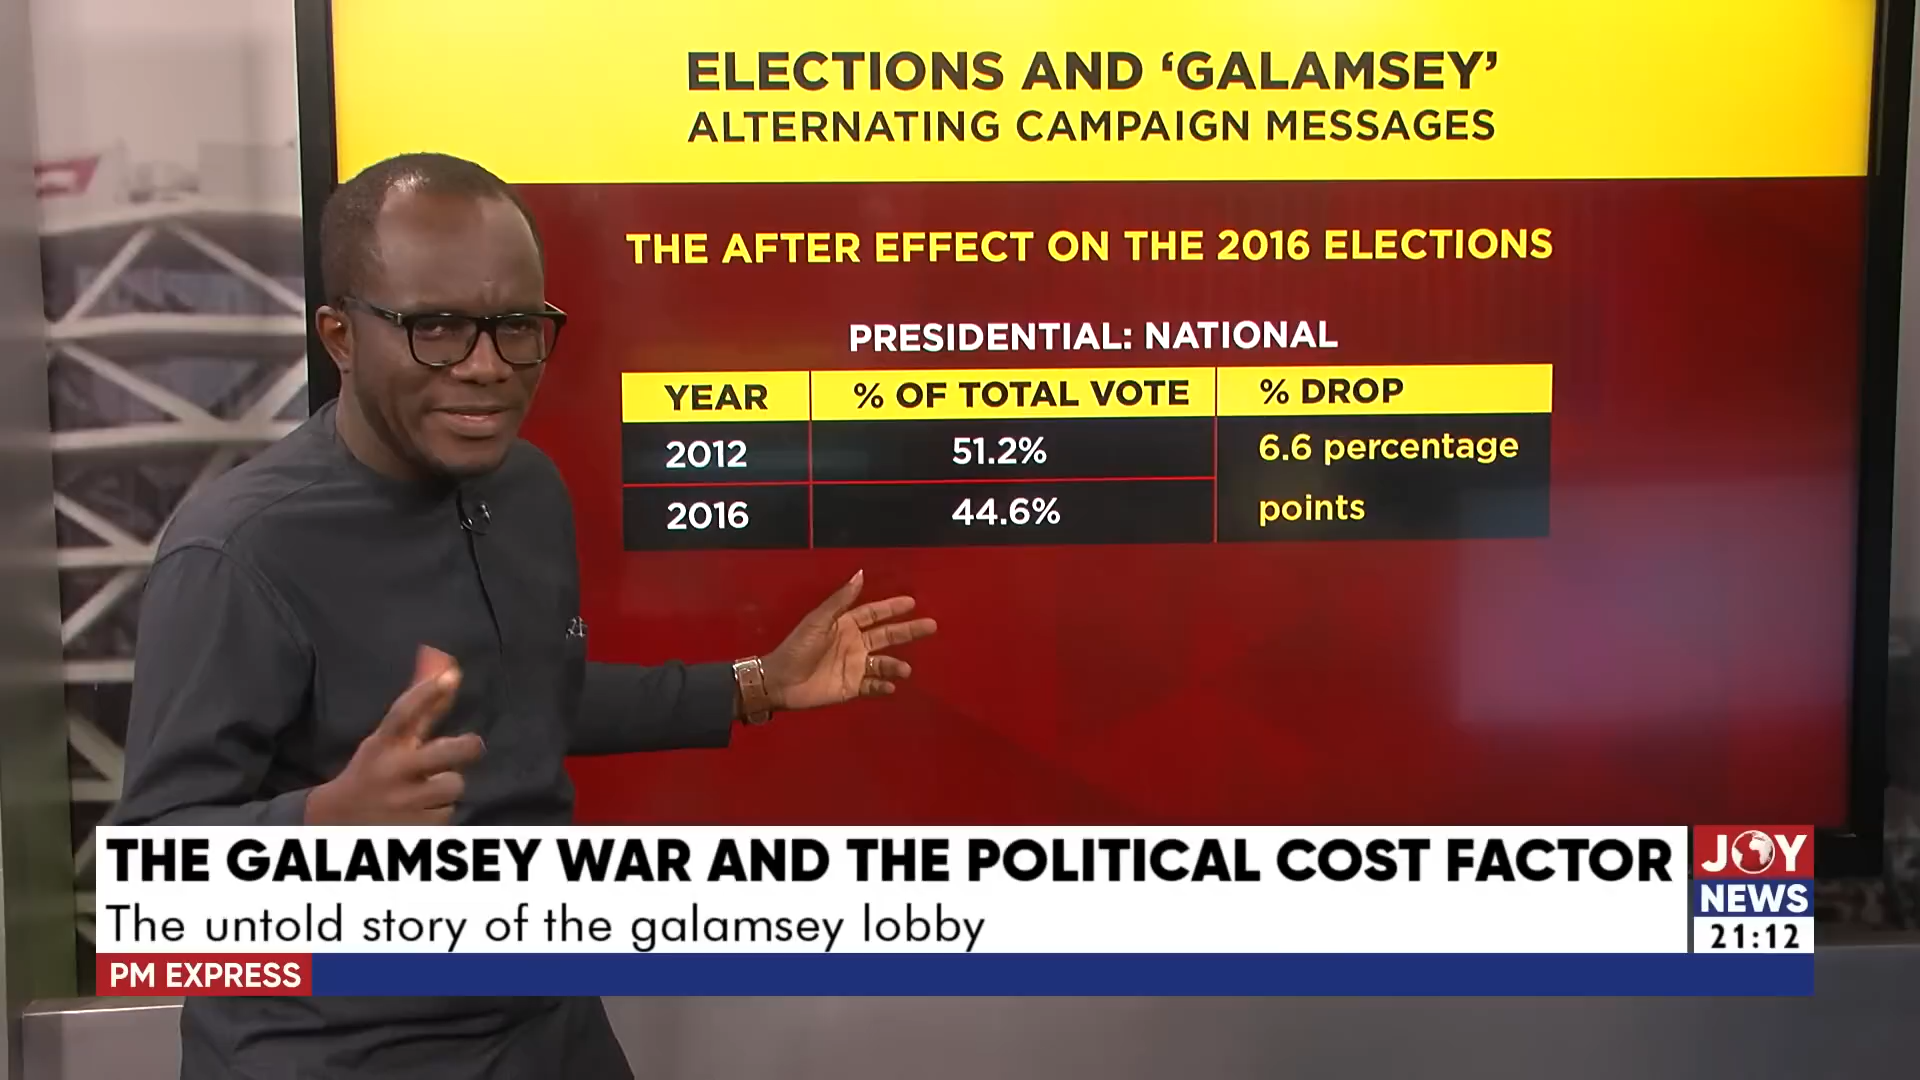 ELECTIONS AND ‘GALAMSEY’
ALTERNATING CAMPAIGN MESSAGES
THE AFTER EFFECT ON THE 2016 ELECTIONS
PRESIDENTIAL: NATIONAL
YEAR % OF TOTAL VOTE % DROP
2012 51.2% 6.6 percentage
2016 44.6% points
THE GALAMSEY WAR AND THE POLITICAL COST FACTOR
The untold story of the galamsey lobby
JOY
NEWS
21:12
PM EXPRESS